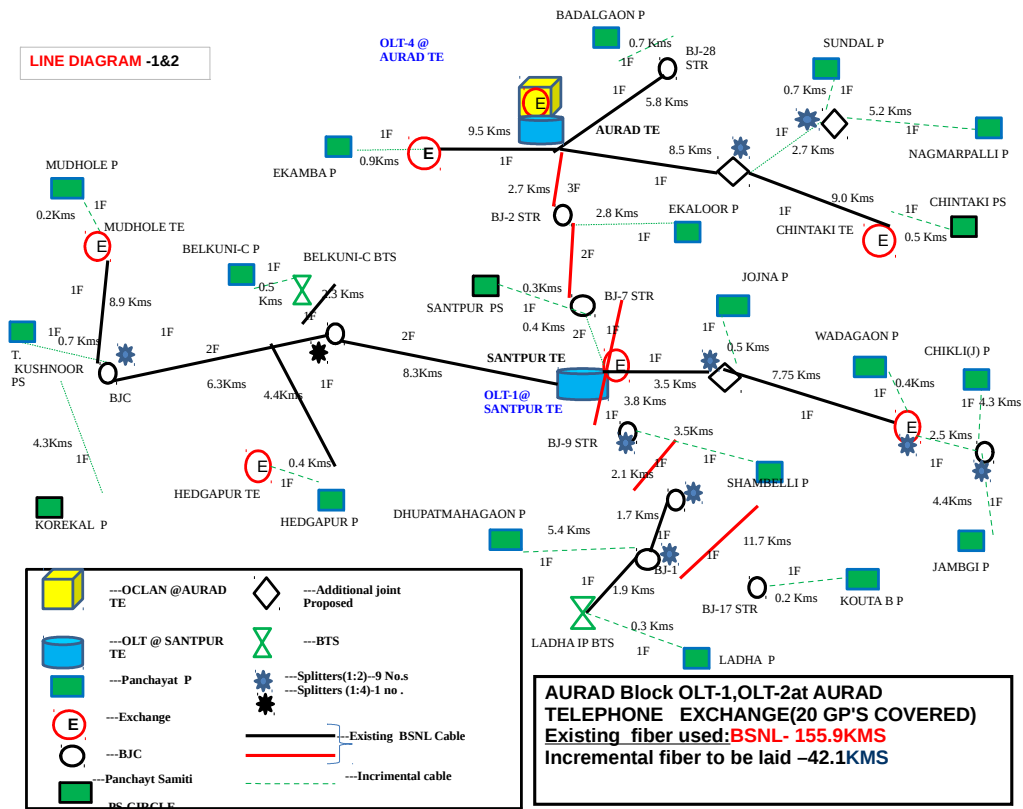 BADALGAON P
OLT-4 @
AURAD TE
0.7 Kms
1F
BJ-28
STR
SUNDAL P
LINE DIAGRAM -1&2
E
1F
5.8 Kms
0.7 Kms
1F
5.2 Kms
1F
1F
9.5 Kms
AURAD TE
1F
NAGMARPALLI P
E
0.9Kms
1F
8.5 Kms
2.7 Kms
EKAMBA P
1F
MUDHOLE P
2.7 Kms
3F
9.0 Kms
1F
CHINTAKI PS
1F
0.2Kms
BJ-2 STR
2.8 Kms
EKALOOR P
1F
CHINTAKI TE
MUDHOLE TE
1F
E
0.5 Kms
E
BELKUNI-C P
BELKUNI-C BTS
2F
JOJNA P
1F
0.5
Kms
2.3 Kms
1F
0.3Kms
BJ-7 STR
1F
8.9 Kms
SANTPUR PS
1F
1F
0.4 Kms
2F
1F
WADAGAON P
1F
0.7 Kms
1F
2F
2F
SANTPUR TE
1F
0.5 Kms
CHIKLI(J) P
T.
KUSHNOOR
PS
E
6.3Kms
8.3Kms
3.5 Kms
7.75 Kms
0.4Kms
BJC
1F
4.4Kms
OLT-1@
SANTPUR TE
3.8 Kms
1F
1F
1F
4.3 Kms
1F
E
4.3Kms
1F
BJ-9 STR
3.5Kms
2.5 Kms
1F
0.4 Kms
E
1F
2.1 Kms
1F
1F
HEDGAPUR TE
SHAMBELLI P
4.4Kms
1F
KOREKAL P
HEDGAPUR P
DHUPATMAHAGAON P
1.7 Kms
5.4 Kms
1F
11.7 Kms
1F
1F
BJ-1
JAMBGI P
1F
1.9 Kms
1F
0.2 Kms
BJ-17 STR
KOUTA B P
LADHA IP BTS
0.3 Kms
1F
LADHA P
---OCLAN @AURAD
TE
---Additional joint
Proposed
---OLT @ SANTPUR
TE
---BTS
---Panchayat P
---Splitters(1:2)--9 No.s
---Splitters (1:4)-1 no .
E
---Exchange
---Existing BSNL Cable
---BJC
---Panchayt Samiti
---Incrimental cable
PS CIRCLE
AURAD Block OLT-1,OLT-2at AURAD
TELEPHONE EXCHANGE(20 GP'S COVERED)
Existing fiber used:BSNL- 155.9KMS
Incremental fiber to be laid –42.1KMS